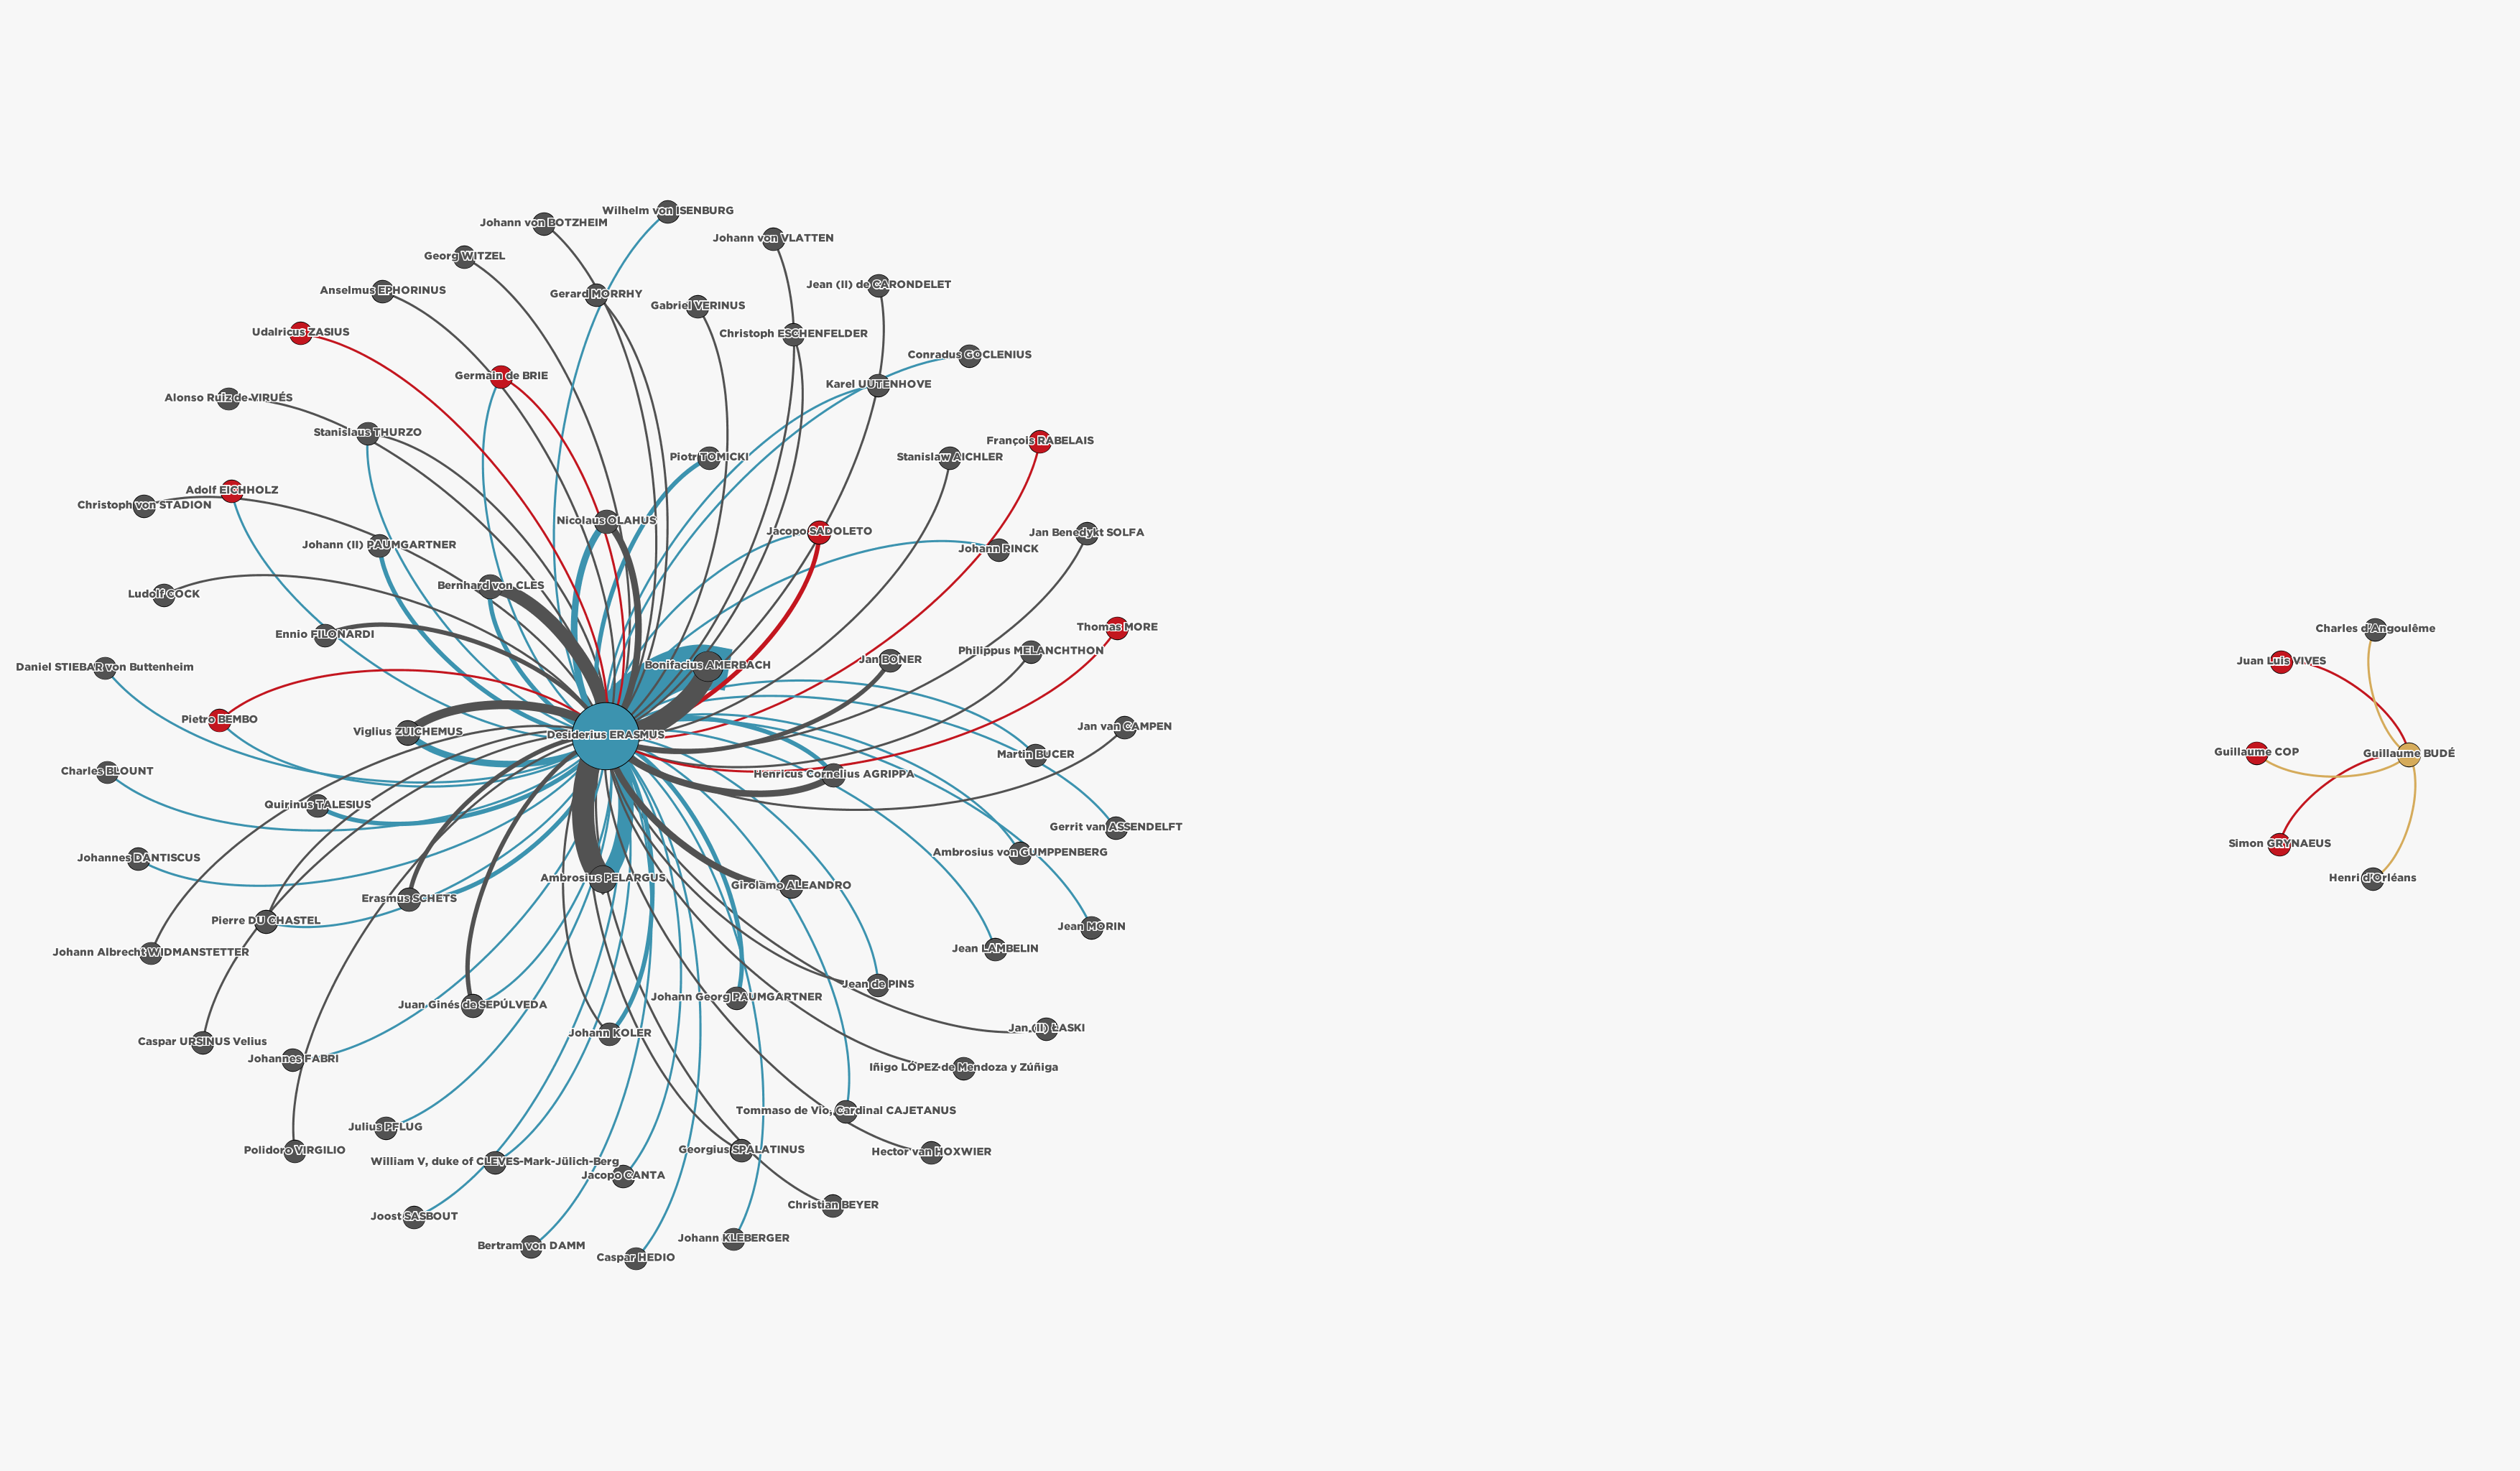 Wilhelm von ISENBURG
Johann von BOTZHEIM
Johann von VLATTEN
Georg WITZEL
Jean (II) de CARONDELET
Anselmus EPHORINUS
Gerard MORRHY
Gabriel VERINUS
Udalricus ZASIUS
Christoph ESCHENFELDER
Conradus GOCLENIUS
Germain de BRIE
Karel UUTENHOVE
Alonso Ruiz de VIRUÉS
Stanislaus THURZO
François RABELAIS
Piotr TOMICKI
Stanislaw AICHLER
Adolf EICHHOLZ
Christoph von STADION
Nicolaus OLAHUS
Jacopo SADOLETO
Jan Benedykt SOLFA
Johann (II) PAUMGARTNER
Johann RINCK
Bernhard von CLES
Ludolf COCK
Thomas MORE
Charles d'Angoulême
Ennio FILONARDI
Philippus MELANCHTHON
Jan BONER
Juan Luis VIVES
Bonifacius AMERBACH
Daniel STIEBAR von Buttenheim
Pietro BEMBO
Jan van CAMPEN
Viglius ZUICHEMUS
Desiderius ERASMUS
Guillaume COP
Guillaume BUDÉ
Martin BUCER
Charles BLOUNT
Henricus Cornelius AGRIPPA
Quirinus TALESIUS
Gerrit van ASSENDELFT
Simon GRYNAEUS
Ambrosius von GUMPPENBERG
Johannes DANTISCUS
Ambrosius PELARGUS
Henri d'Orléans
Girolamo ALEANDRO
Erasmus SCHETS
Pierre DU CHASTEL
Jean MORIN
Jean LAMBELIN
Johann Albrecht WIDMANSTETTER
Jean de PINS
Johann Georg PAUMGARTNER
Juan Ginés de SEPÚLVEDA
Jan (II) ŁASKI
Johann KOLER
Caspar URSINUS Velius
Johannes FABRI
Iñigo LÓPEZ de Mendoza y Zúñiga
Tommaso de Vio, Cardinal CAJETANUS
Julius PFLUG
Polidoro VIRGILIO
Georgius SPALATINUS
Hector van HOXWIER
William V, duke of CLEVES-Mark-Jülich-Berg
Jacopo CANTA
Christian BEYER
Joost SASBOUT
Johann KLEBERGER
Bertram von DAMM
Caspar HEDIO